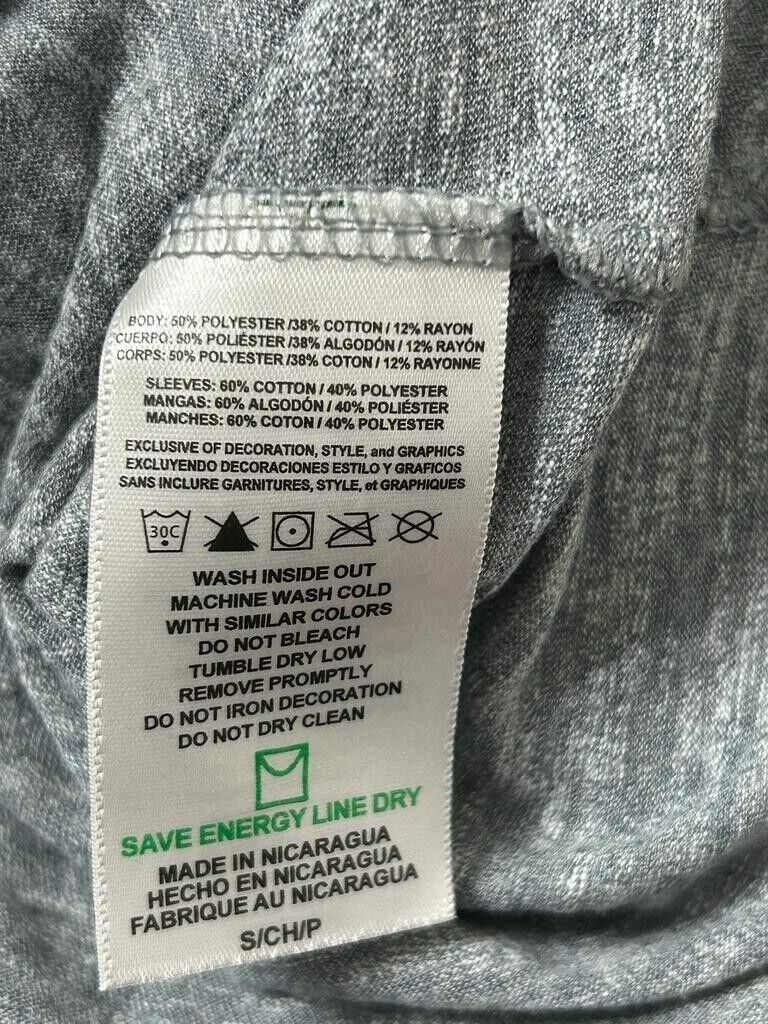 BODY: 50% POLYESTER /38% COTTON / 12% RAYON
CUERPO: 50% POLIÉSTER /38% ALGODÓN / 12% RAYÓN
CORPS: 50% POLYESTER /38% COTON / 12% RAYONNE
SLEEVES: 60% COTTON / 40% POLYESTER
MANGAS: 60% ALGODÓN / 40% POLIÉSTER
MANCHES: 60% COTON / 40% POLYESTER
EXCLUSIVE OF DECORATION, STYLE, and GRAPHICS
EXCLUYENDO DECORACIONES ESTILO Y GRAFICOS
SANS INCLURE GARNITURES, STYLE, et GRAPHIQUES
30C
WASH INSIDE OUT
MACHINE WASH COLD
WITH SIMILAR COLORS
DO NOT BLEACH
TUMBLE DRY LOW
REMOVE PROMPTLY
DO NOT IRON DECORATION
DO NOT DRY CLEAN
SAVE ENERGY LINE DRY
MADE IN NICARAGUA
HECHO EN NICARAGUA
FABRIQUE AU NICARAGUA
S/CH/P